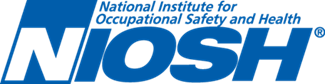 National Institute for
Occupational Safety and Health
NIOSH®